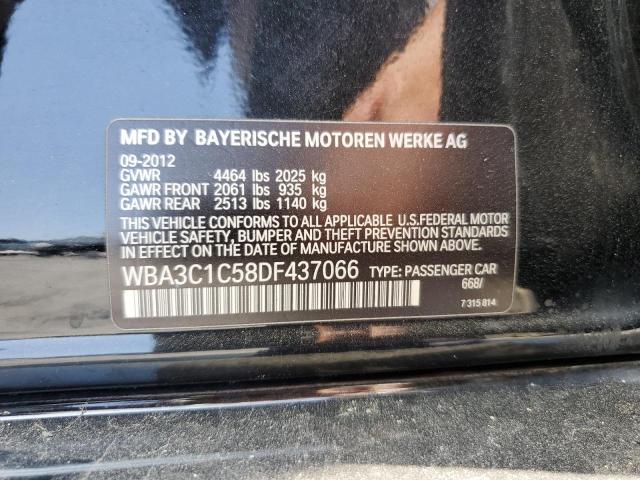 MFD BY BAYERISCHE MOTOREN WERKE AG
09-2012
GVWR 4464 lbs 2025 kg
GAWR FRONT 2061 lbs 935 kg
GAWR REAR 2513 lbs 1140 kg
THIS VEHICLE CONFORMS TO ALL APPLICABLE U.S.FEDERAL MOTOR
VEHICLE SAFETY, BUMPER AND THEFT PREVENTION STANDARDS
IN EFFECT ON THE DATE OF MANUFACTURE SHOWN ABOVE.
WBA3C1C58DF437066 TYPE: PASSENGER CAR
668/
7 315 814